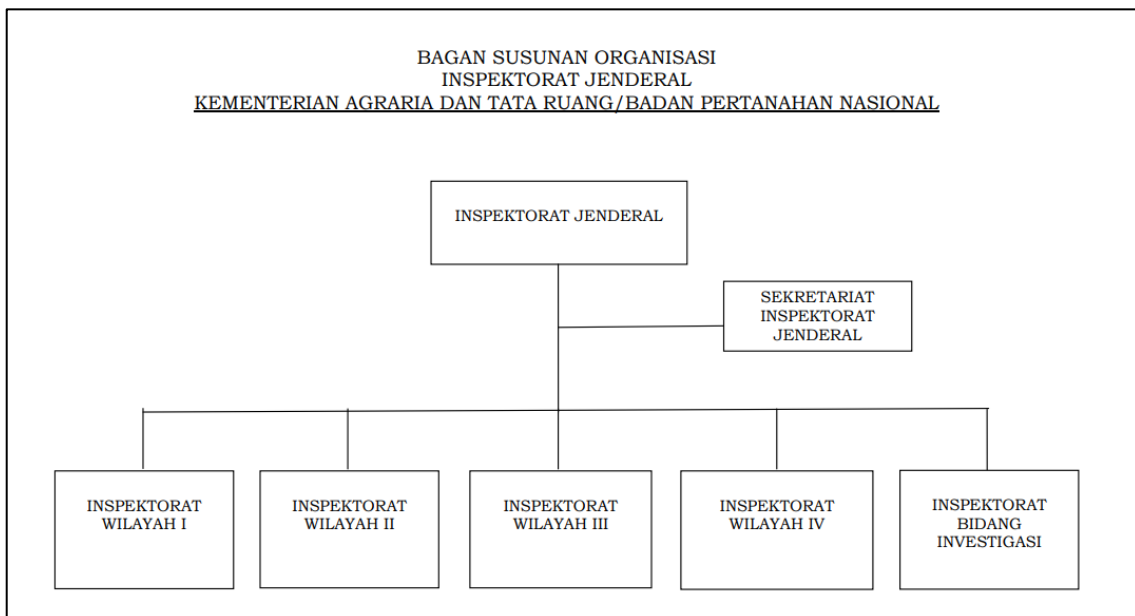 BAGAN SUSUNAN ORGANISASI
INSPEKTORAT JENDERAL
KEMENTERIAN AGRARIA DAN TATA RUANG/BADAN PERTANAHAN NASIONAL
INSPEKTORAT JENDERAL
SEKRETARIAT
INSPEKTORAT
JENDERAL
INSPEKTORAT
WILAYAH I
INSPEKTORAT
WILAYAH II
INSPEKTORAT
WILAYAH III
INSPEKTORAT
WILAYAH IV
INSPEKTORAT
BIDANG
INVESTIGASI